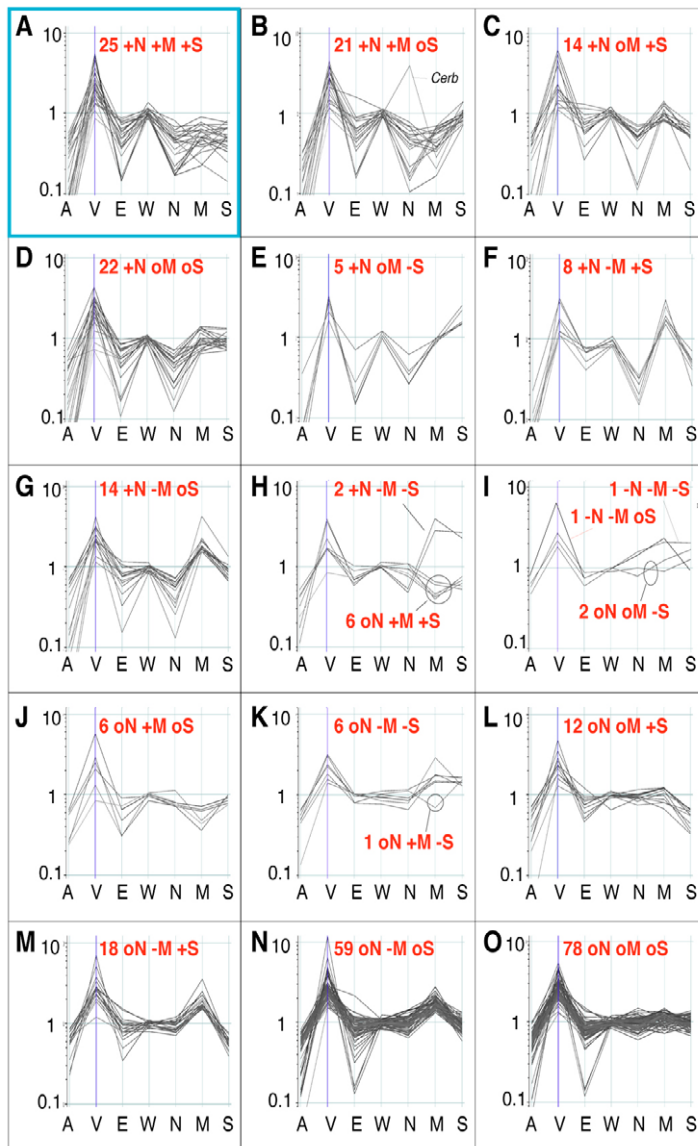 A 25 +N +M +S
10
1
0.1
A V E W N M S
B 21 +N +M oS
10
Cerb
1
0.1
A V E W N M S
C 14 +N oM +S
10
1
0.1
A V E W N M S
D 22 +N oM oS
10
1
0.1
A V E W N M S
E 5 +N oM -S
10
1
0.1
A V E W N M S
F 8 +N -M +S
10
1
0.1
A V E W N M S
G 14 +N -M oS
10
1
0.1
A V E W N M S
H 2 +N -M -S
10
1
6 oN +M +S
0.1
A V E W N M S
I 1 -N -M -S
10
1 -N -M oS
1
2 oN oM -S
0.1
A V E W N M S
J 6 oN +M oS
10
1
0.1
A V E W N M S
K 6 oN -M -S
10
1
1 oN +M -S
0.1
A V E W N M S
L 12 oN oM +S
10
1
0.1
A V E W N M S
M 18 oN -M +S
10
1
0.1
A V E W N M S
N 59 oN -M oS
10
1
0.1
A V E W N M S
O 78 oN oM oS
10
1
0.1
A V E W N M S